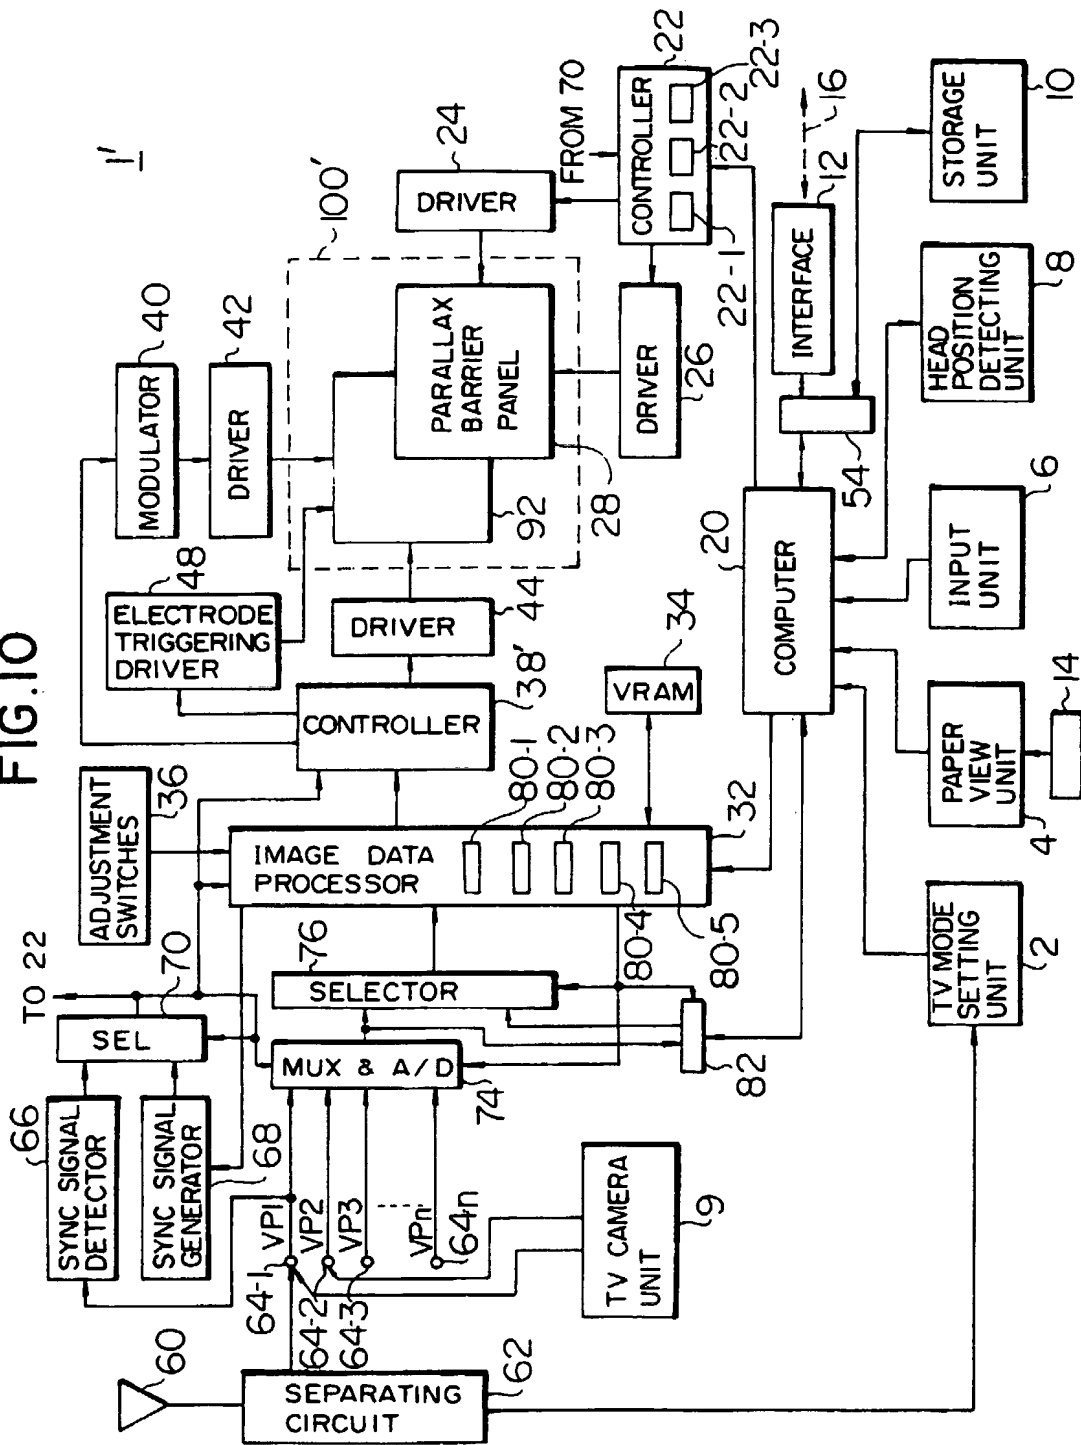 FIG.10
1'
TO 22
66
SYNC SIGNAL
DETECTOR
SYNC SIGNAL
GENERATOR
68
SEL
70
ADJUSTMENT
SWITCHES
36
ELECTRODE
TRIGGERING
DRIVER
48
MODULATOR
40
DRIVER
42
100'
DRIVER
24
FROM 70
CONTROLLER
22
22-1
22-2
22-3
PARALLAX
BARRIER
PANEL
28
92
DRIVER
26
DRIVER
44
CONTROLLER
38'
IMAGE DATA
PROCESSOR
80-1
80-2
80-3
80-4
80-5
32
VRAM
34
SELECTOR
76
MUX & A/D
74
82
60
SEPARATING
CIRCUIT
62
64-1
64-2
64-3
64n
VP1
VP2
VP3
VPn
TV CAMERA
UNIT
9
COMPUTER
20
54
INTERFACE
12
16
TV MODE
SETTING
UNIT
2
PAPER
VIEW
UNIT
4
14
INPUT
UNIT
6
HEAD
POSITION
DETECTING
UNIT
8
STORAGE
UNIT
10